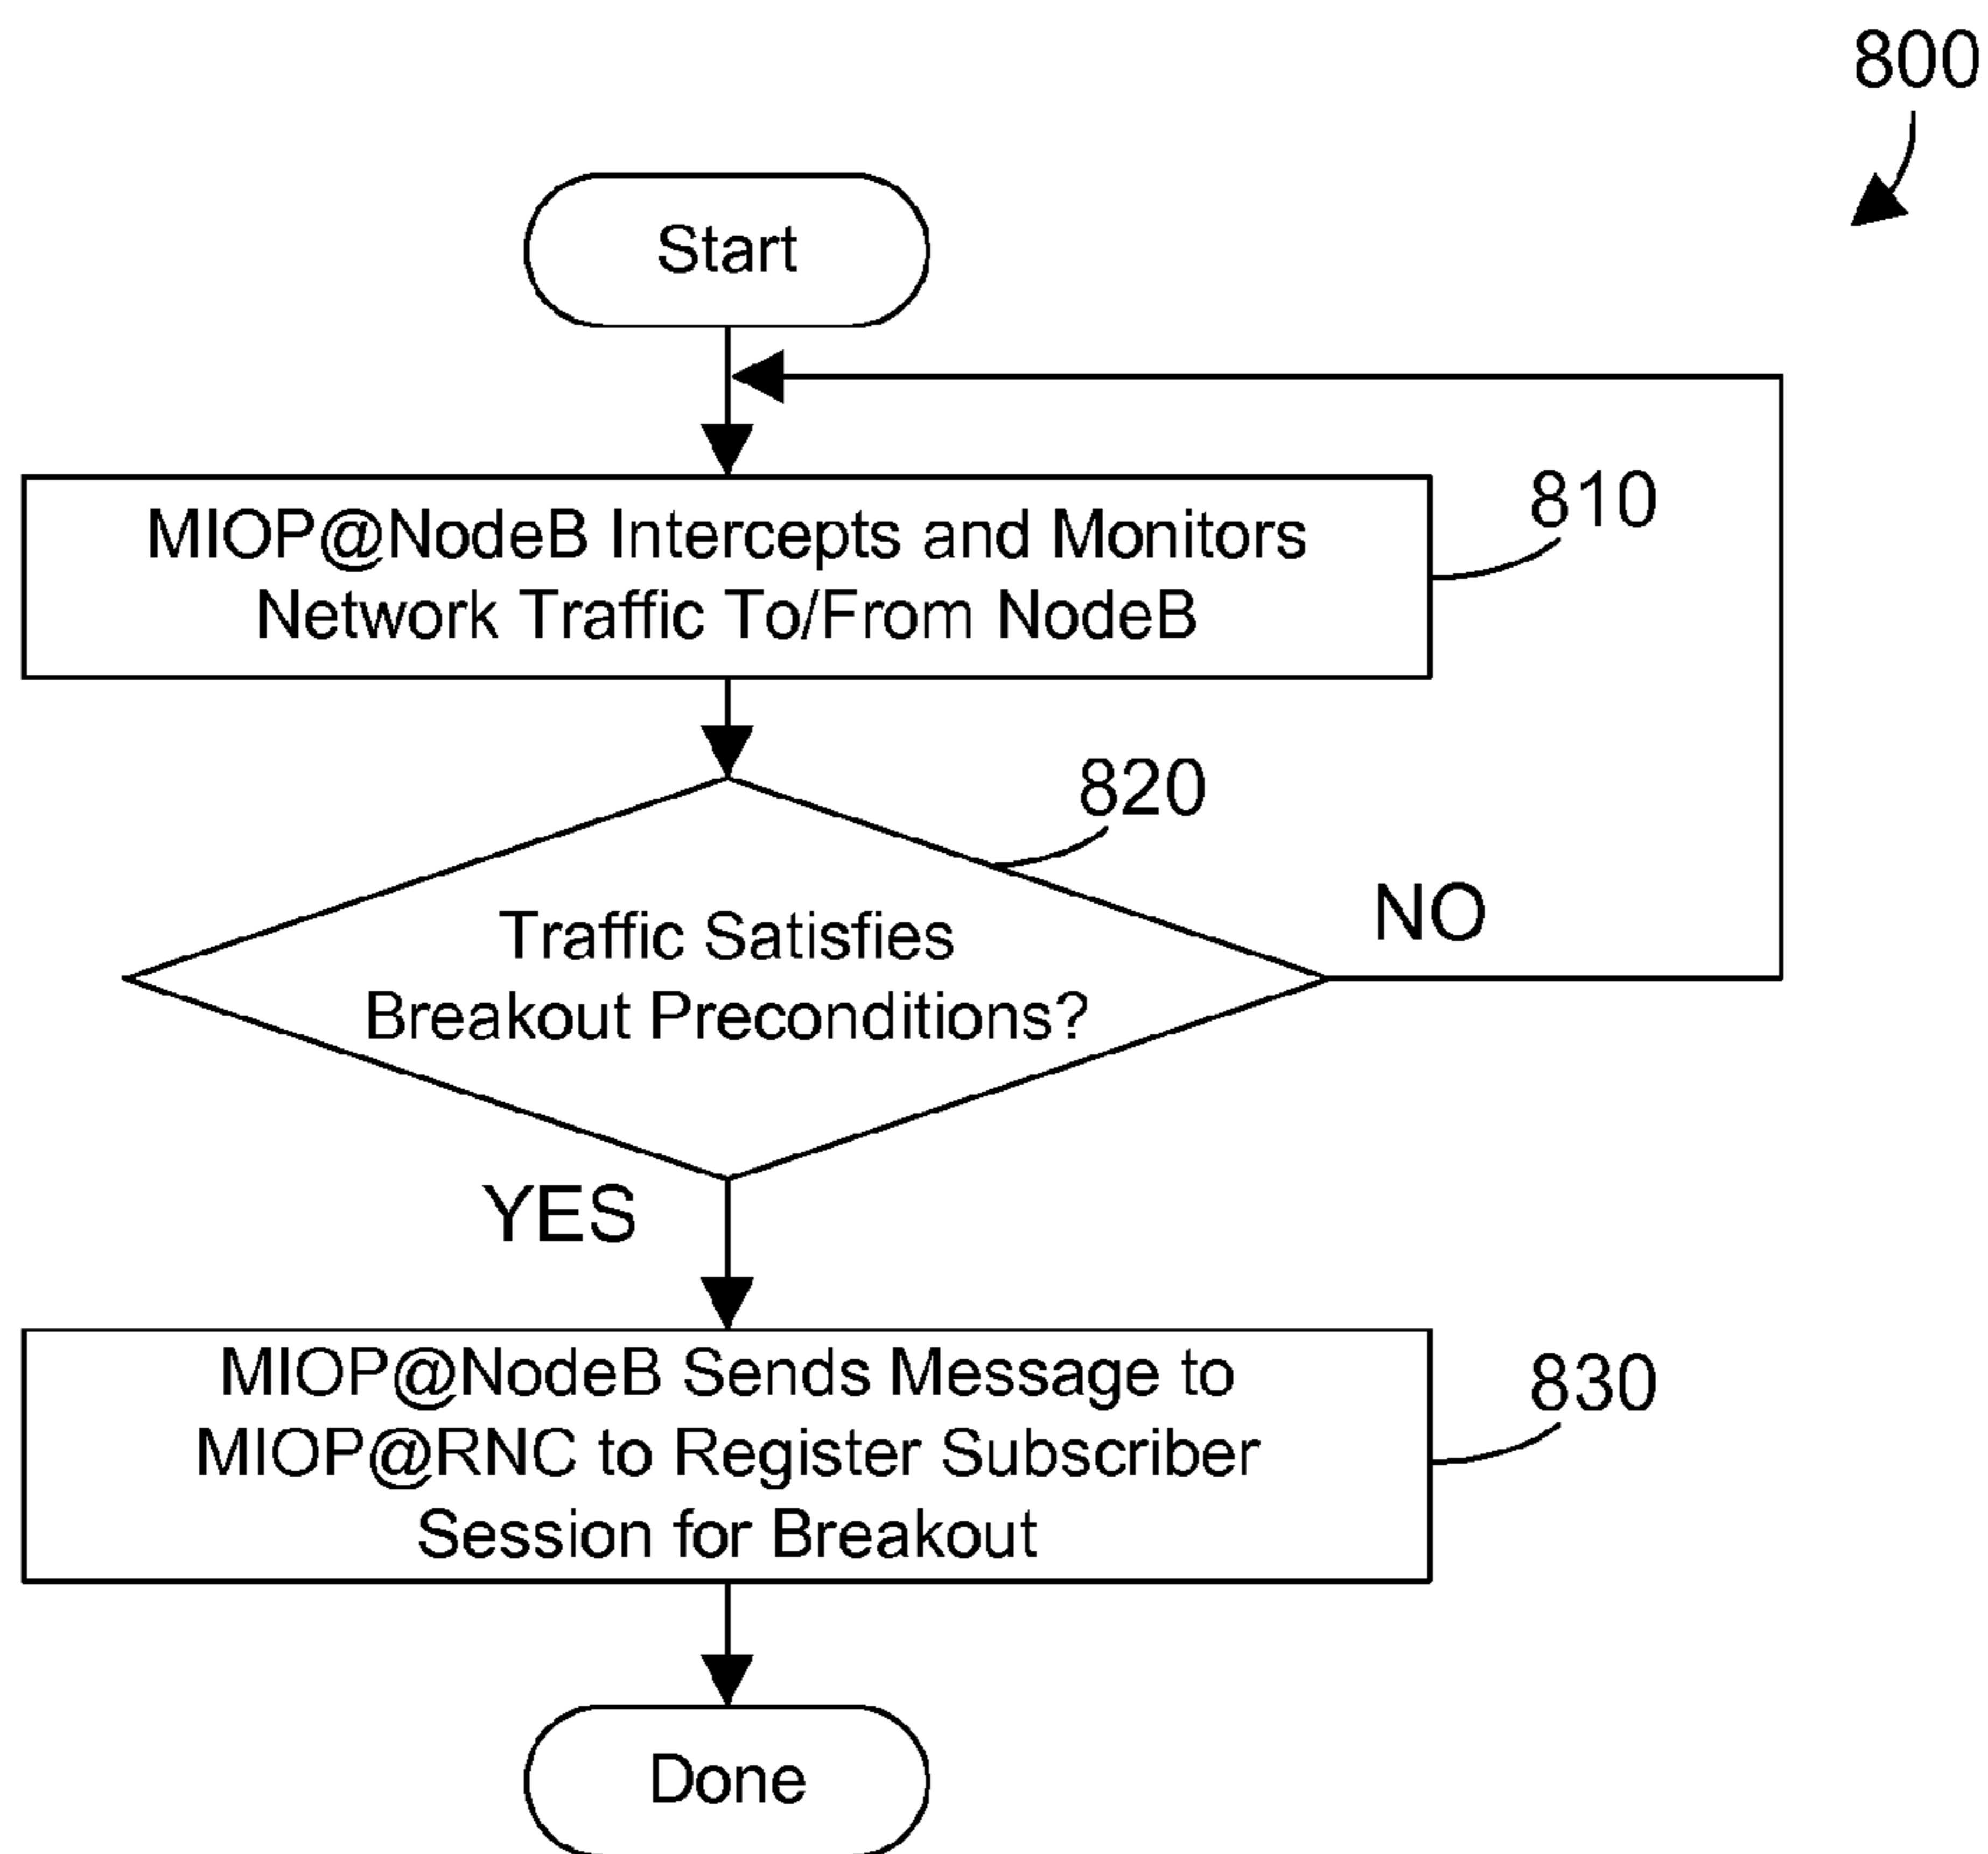 800
Start
MIOP@NodeB Intercepts and Monitors
Network Traffic To/From NodeB
810
820
Traffic Satisfies
Breakout Preconditions?
NO
YES
MIOP@NodeB Sends Message to
MIOP@RNC to Register Subscriber
Session for Breakout
830
Done